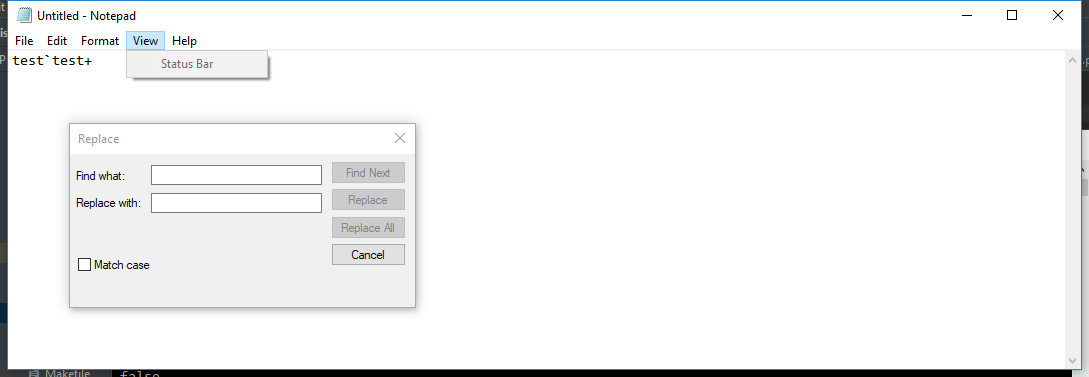 Untitled - Notepad
File Edit Format View Help
test`test+
Status Bar
Replace
Find what:
Find Next
Replace with:
Replace
Replace All
Cancel
Match case
Makefile
false